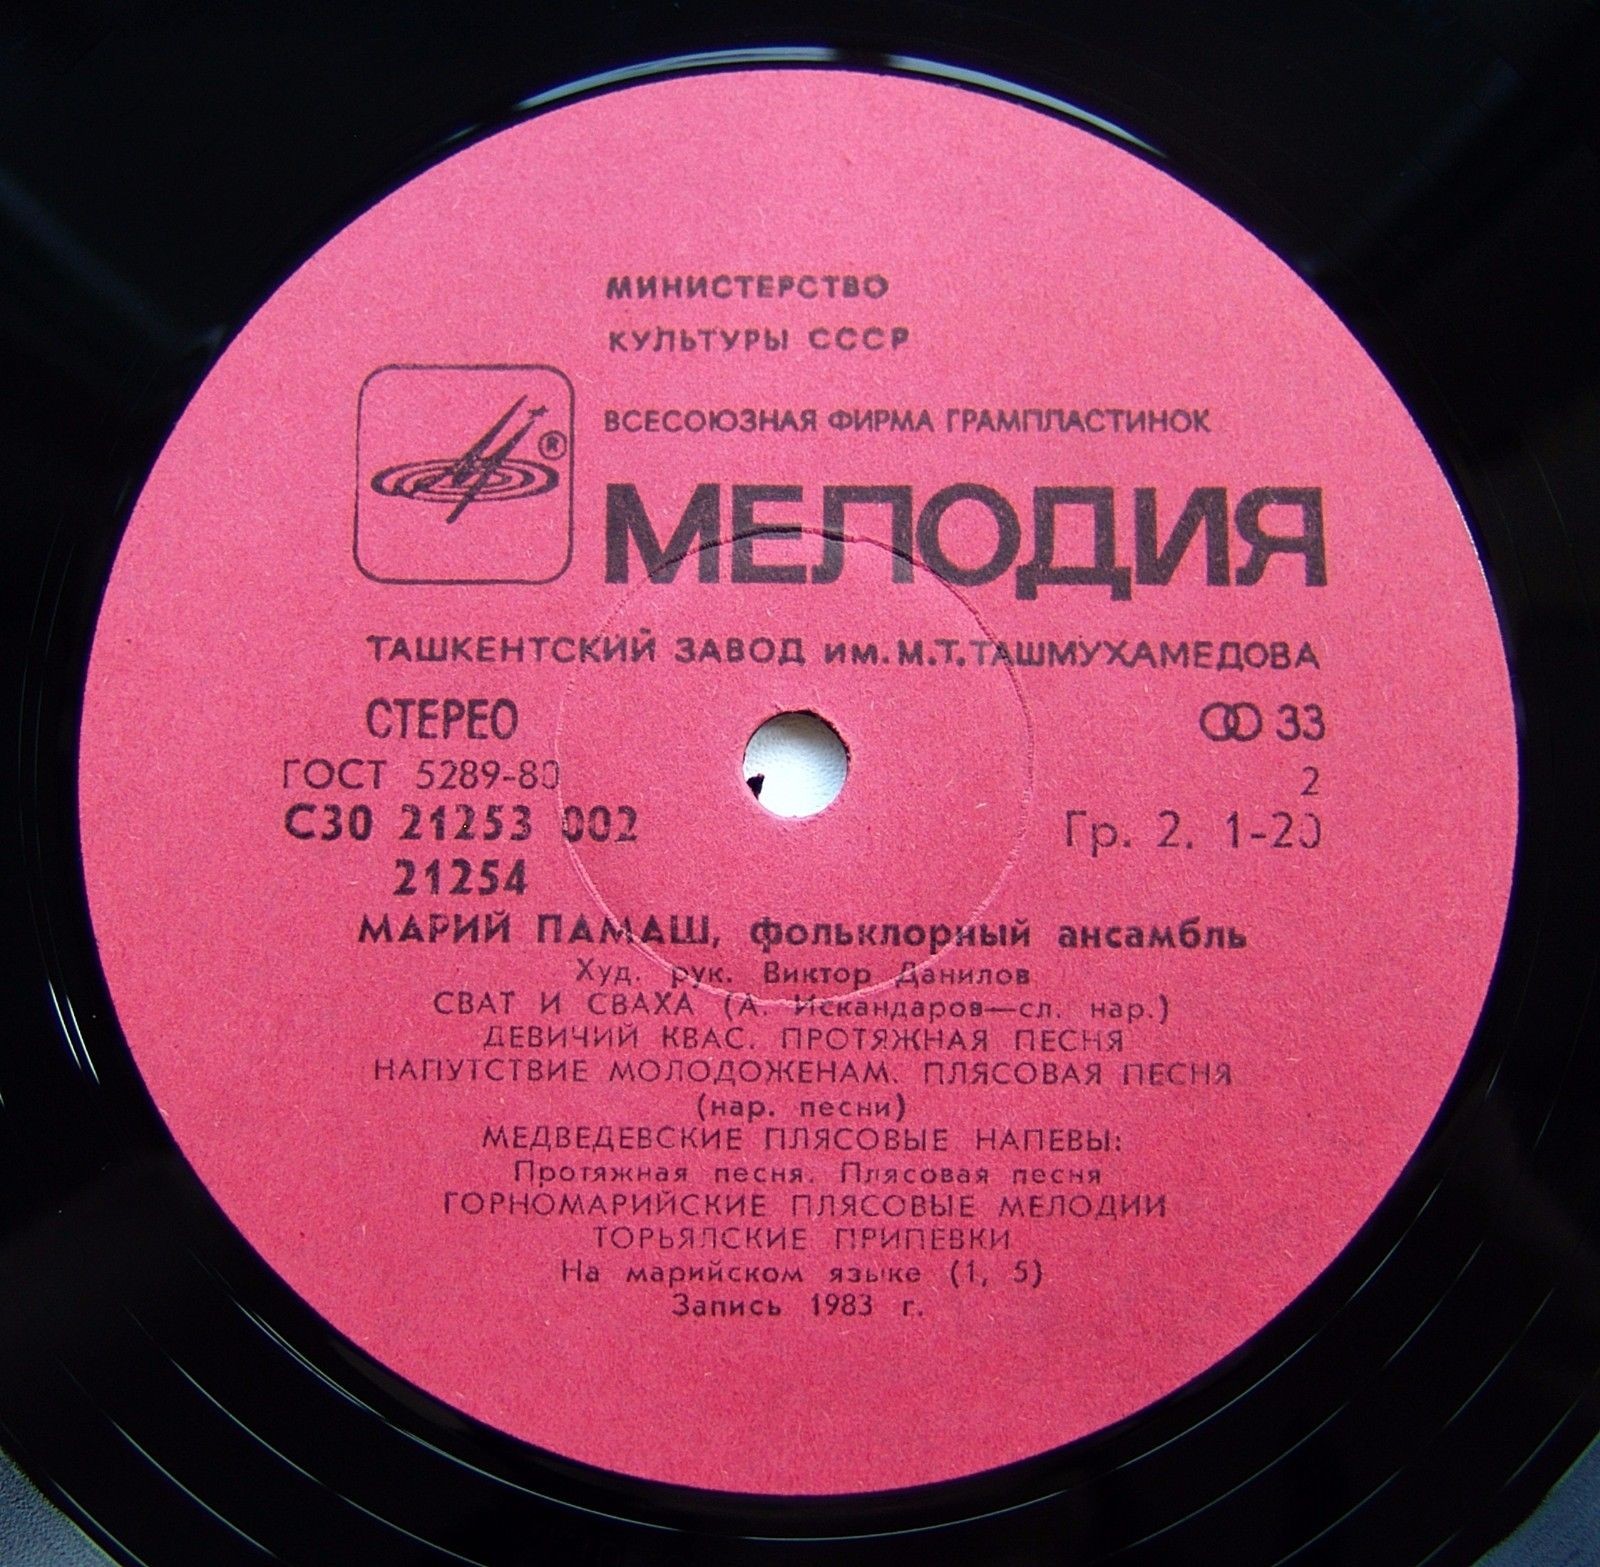 МИНИСТЕРСТВО
КУЛЬТУРЫ СССР
ВСЕСОЮЗНАЯ ФИРМА ГРАМПЛАСТИНОК
®
МЕЛОДИЯ
ТАШКЕНТСКИЙ ЗАВОД им. М.Т. ТАШМУХАМЕДОВА
СТЕРЕО 33
ГОСТ 5289-80 2
С30 21253 002 Гр. 2. 1-20
21254
МАРИЙ ПАМАШ, фольклорный ансамбль
Худ. рук. Виктор Данилов
СВАТ И СВАХА (А. Искандаров—сл. нар.)
ДЕВИЧИЙ КВАС. ПРОТЯЖНАЯ ПЕСНЯ
НАПУТСТВИЕ МОЛОДОЖЕНАМ. ПЛЯСОВАЯ ПЕСНЯ
(нар. песни)
МЕДВЕДЕВСКИЕ ПЛЯСОВЫЕ НАПЕВЫ:
Протяжная песня. Плясовая песня
ГОРНОМАРИЙСКИЕ ПЛЯСОВЫЕ МЕЛОДИИ
ТОРЬЯЛСКИЕ ПРИПЕВКИ
На марийском языке (1, 5)
Запись 1983 г.